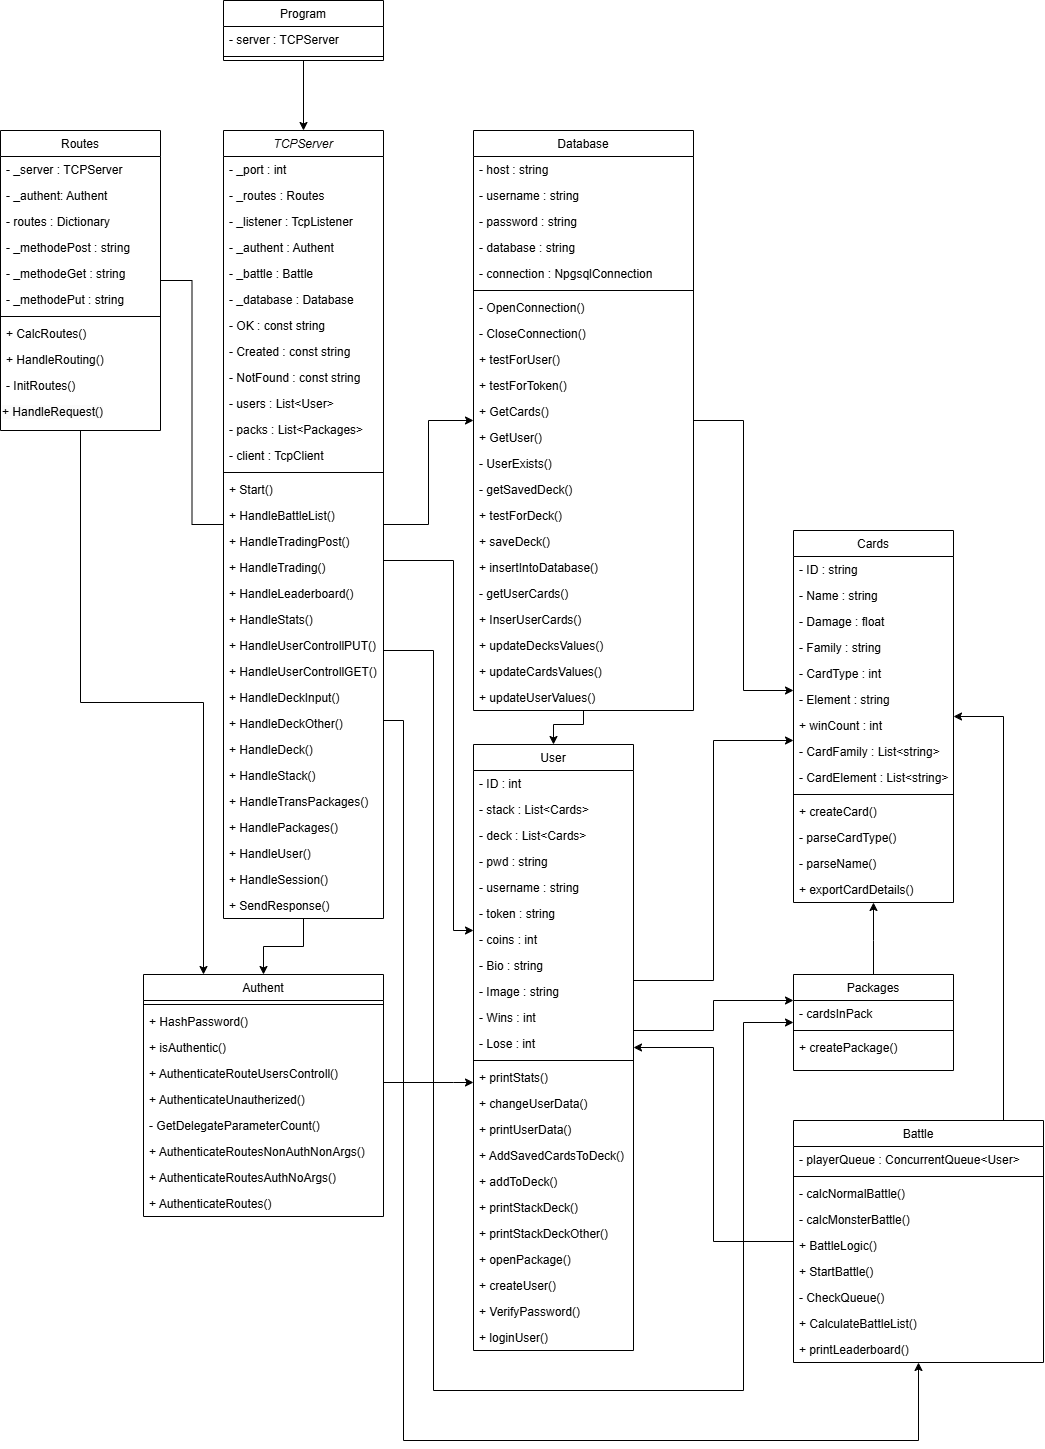 Program
- server : TCPServer
Routes
- _server : TCPServer
- _authent: Authent
- routes : Dictionary
- _methodePost : string
- _methodeGet : string
- _methodePut : string
+ CalcRoutes()
+ HandleRouting()
- InitRoutes()
+ HandleRequest()
TCPServer
- _port : int
- _routes : Routes
- _listener : TcpListener
- _authent : Authent
- _battle : Battle
- _database : Database
- OK : const string
- Created : const string
- NotFound : const string
- users : List<User>
- packs : List<Packages>
- client : TcpClient
+ Start()
+ HandleBattleList()
+ HandleTradingPost()
+ HandleTrading()
+ HandleLeaderboard()
+ HandleStats()
+ HandleUserControllPUT()
+ HandleUserControllGET()
+ HandleDeckInput()
+ HandleDeckOther()
+ HandleDeck()
+ HandleStack()
+ HandleTransPackages()
+ HandlePackages()
+ HandleUser()
+ HandleSession()
+ SendResponse()
Database
- host : string
- username : string
- password : string
- database : string
- connection : NpgsqlConnection
- OpenConnection()
- CloseConnection()
+ testForUser()
+ testForToken()
+ GetCards()
+ GetUser()
- UserExists()
- getSavedDeck()
+ testForDeck()
+ saveDeck()
+ insertIntoDatabase()
- getUserCards()
+ InserUserCards()
+ updateDecksValues()
+ updateCardsValues()
+ updateUserValues()
Cards
- ID : string
- Name : string
- Damage : float
- Family : string
- CardType : int
- Element : string
+ winCount : int
- CardFamily : List<string>
- CardElement : List<string>
+ createCard()
- parseCardType()
- parseName()
+ exportCardDetails()
User
- ID : int
- stack : List<Cards>
- deck : List<Cards>
- pwd : string
- username : string
- token : string
- coins : int
- Bio : string
- Image : string
- Wins : int
- Lose : int
+ printStats()
+ changeUserData()
+ printUserData()
+ AddSavedCardsToDeck()
+ addToDeck()
+ printStackDeck()
+ printStackDeckOther()
+ openPackage()
+ createUser()
+ VerifyPassword()
+ loginUser()
Authent
+ HashPassword()
+ isAuthentic()
+ AuthenticateRouteUsersControll()
+ AuthenticateUnautherized()
- GetDelegateParameterCount()
+ AuthenticateRoutesNonAuthNonArgs()
+ AuthenticateRoutesAuthNoArgs()
+ AuthenticateRoutes()
Packages
- cardsInPack
+ createPackage()
Battle
- playerQueue : ConcurrentQueue<User>
- calcNormalBattle()
- calcMonsterBattle()
+ BattleLogic()
+ StartBattle()
- CheckQueue()
+ CalculateBattleList()
+ printLeaderboard()